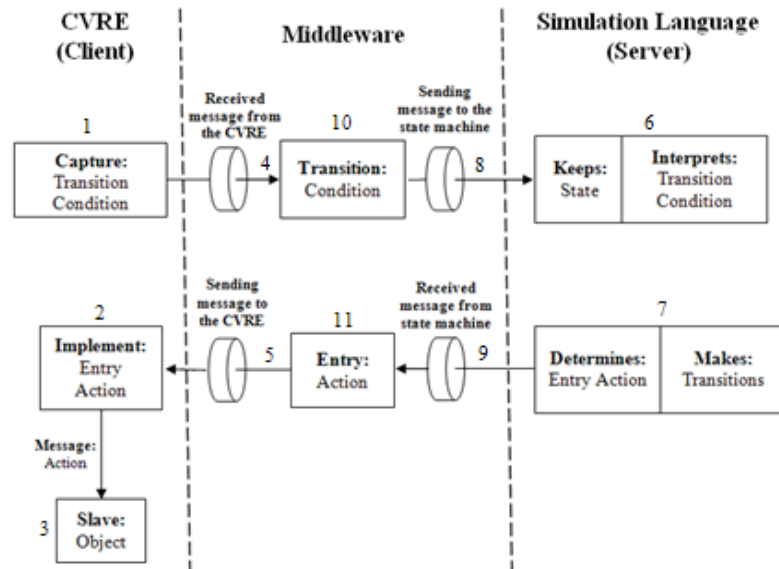 CVRE
(Client)
Middleware
Simulation Language
(Server)
1
Received
message from
the CVRE
10
Sending
message to the
state machine
6
Capture:
Transition
Condition
4
Transition:
Condition
8
Keeps:
State
Interprets:
Transition
Condition
2
Sending
message to
the CVRE
11
Received
message from
state machine
7
Implement:
Entry
Action
5
Entry:
Action
9
Determines:
Entry Action
Makes:
Transitions
Message:
Action
3
Slave:
Object